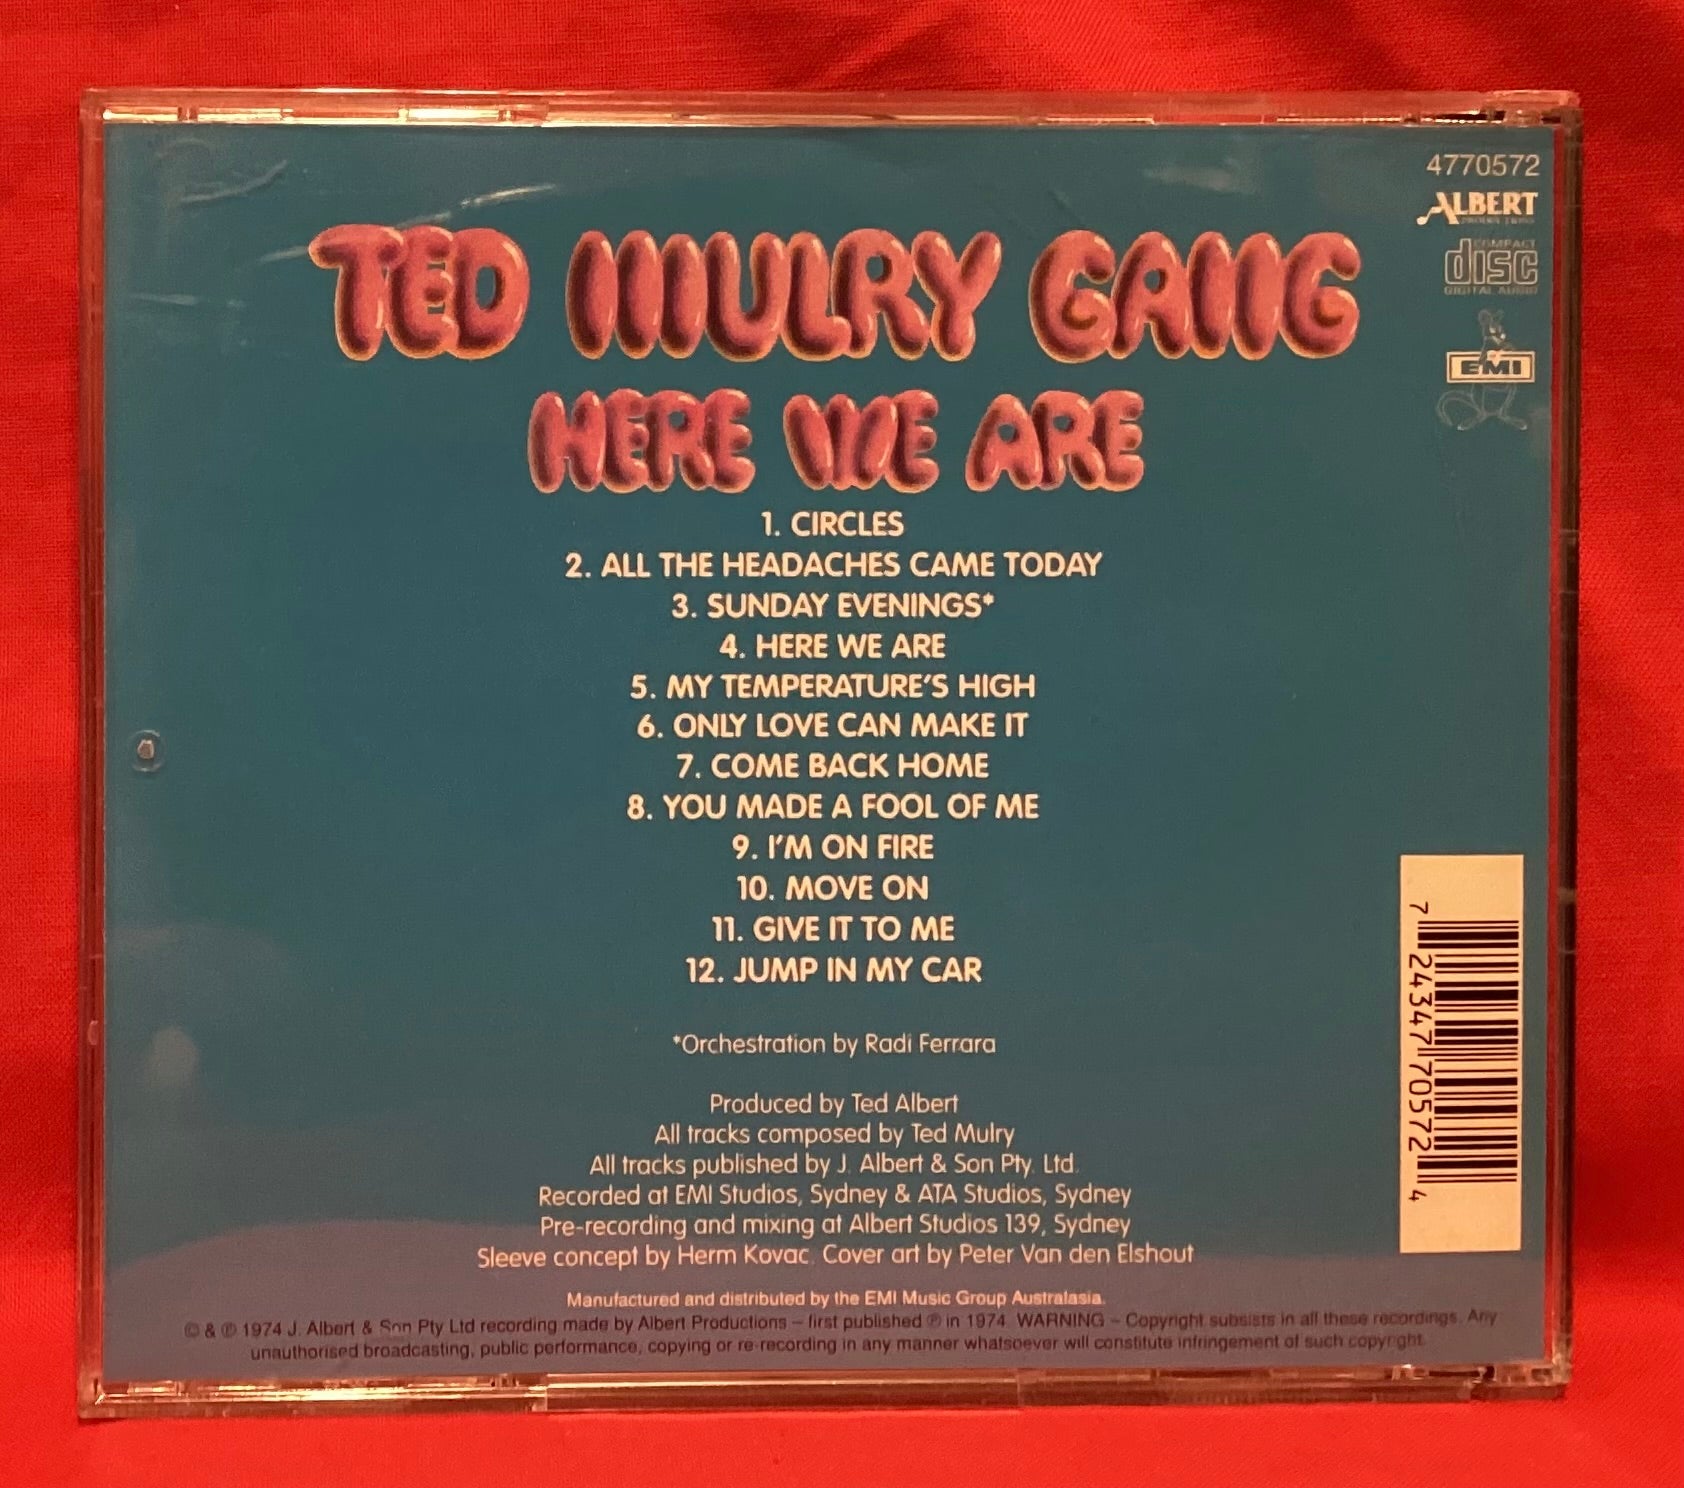 4770572
ALBERT
PRODUCTIONS
COMPACT
disc
DIGITAL AUDIO
EMI
TED MULRY GANG
HERE WE ARE
1. CIRCLES
2. ALL THE HEADACHES CAME TODAY
3. SUNDAY EVENINGS*
4. HERE WE ARE
5. MY TEMPERATURE'S HIGH
6. ONLY LOVE CAN MAKE IT
7. COME BACK HOME
8. YOU MADE A FOOL OF ME
9. I'M ON FIRE
10. MOVE ON
11. GIVE IT TO ME
12. JUMP IN MY CAR
*Orchestration by Radi Ferrara
Produced by Ted Albert
All tracks composed by Ted Mulry
All tracks published by J. Albert & Son Pty. Ltd.
Recorded at EMI Studios, Sydney & ATA Studios, Sydney
Pre-recording and mixing at Albert Studios 139, Sydney
Sleeve concept by Herm Kovac. Cover art by Peter Van den Elshout
Manufactured and distributed by the EMI Music Group Australasia.
© & ℗ 1974 J. Albert & Son Pty Ltd recording made by Albert Productions – first published ℗ in 1974. WARNING – Copyright subsists in all these recordings. Any
unauthorised broadcasting, public performance, copying or re-recording in any manner whatsoever will constitute infringement of such copyright.
7 24347 70572 4